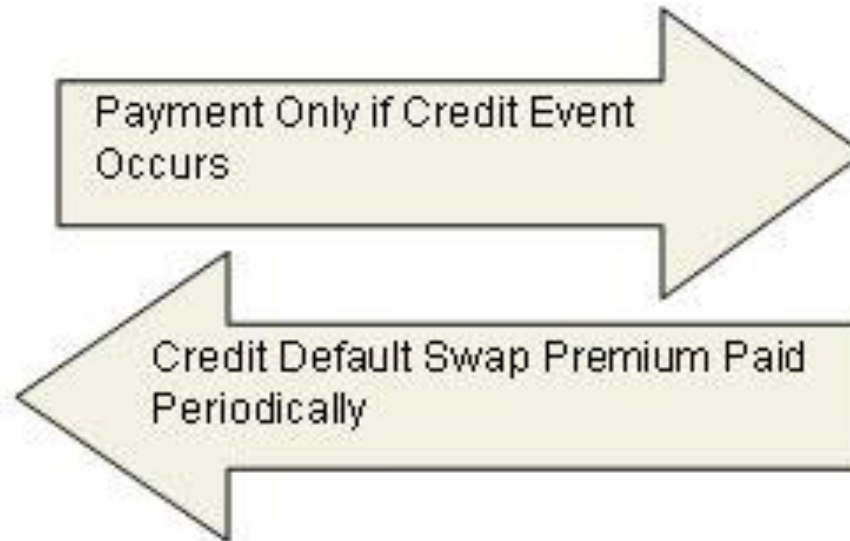 Payment Only if Credit Event
Occurs
Credit Default Swap Premium Paid
Periodically